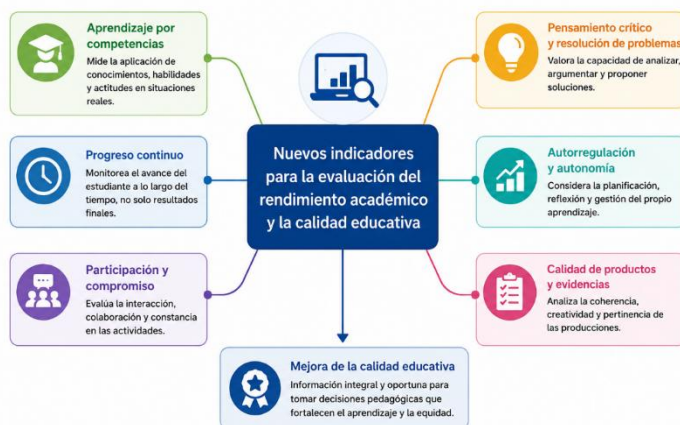 Aprendizaje por
competencias
Mide la aplicación de
conocimientos, habilidades
y actitudes en situaciones
reales.
Progreso continuo
Monitorea el avance del
estudiante a lo largo del
tiempo, no solo resultados
finales.
Participación y
compromiso
Evalúa la interacción,
colaboración y constancia
en las actividades.
Nuevos indicadores
para la evaluación del
rendimiento académico
y la calidad educativa
Pensamiento crítico
y resolución de problemas
Valora la capacidad de analizar,
argumentar y proponer
soluciones.
Autorregulación
y autonomía
Considera la planificación,
reflexión y gestión del propio
aprendizaje.
Calidad de productos
y evidencias
Analiza la coherencia,
creatividad y pertinencia de
las producciones.
Mejora de la calidad educativa
Información integral y oportuna para
tomar decisiones pedagógicas que
fortalecen el aprendizaje y la equidad.